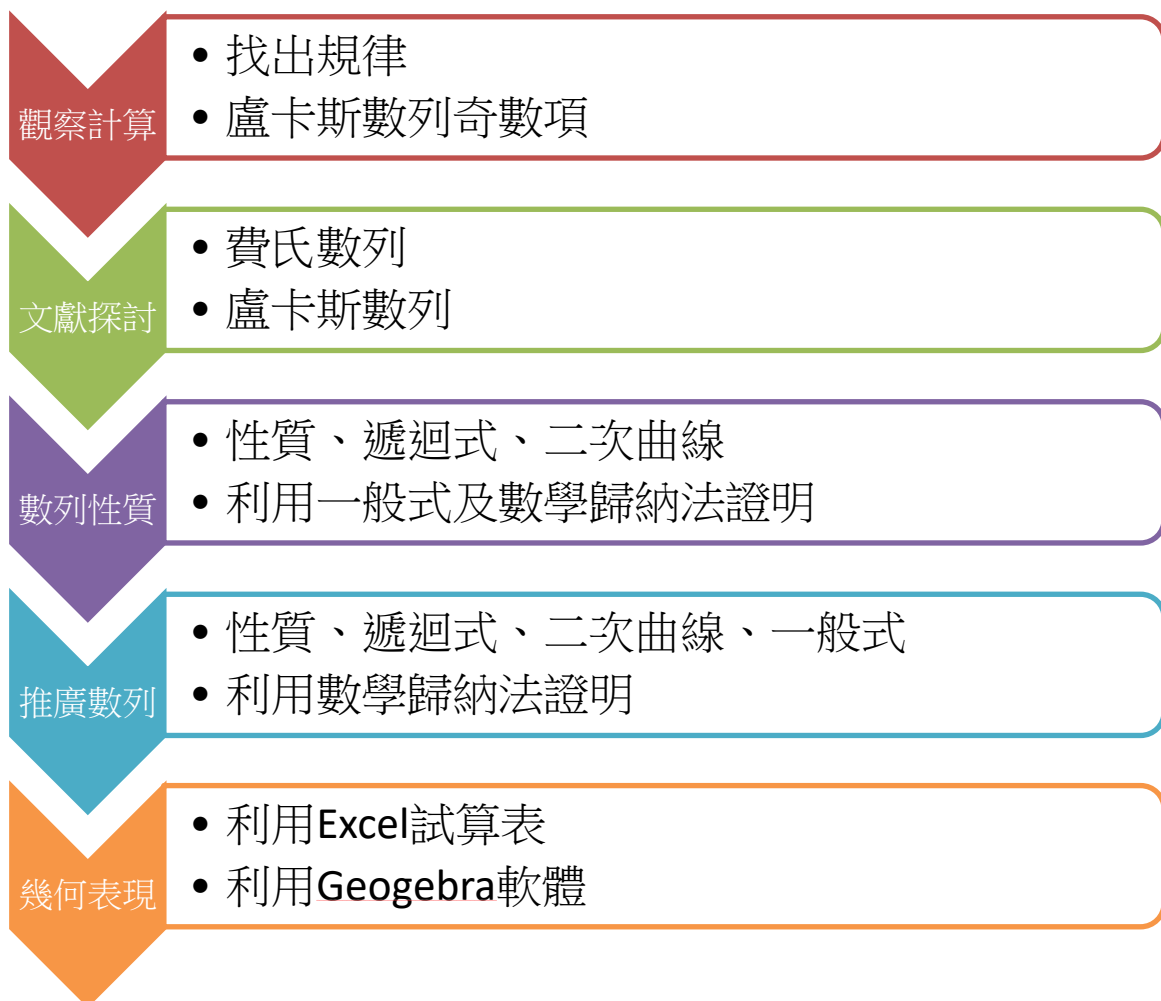 觀察計算
• 找出規律
• 盧卡斯數列奇數項
文獻探討
• 費氏數列
• 盧卡斯數列
數列性質
• 性質、遞迴式、二次曲線
• 利用一般式及數學歸納法證明
推廣數列
• 性質、遞迴式、二次曲線、一般式
• 利用數學歸納法證明
幾何表現
• 利用Excel試算表
• 利用Geogebra軟體